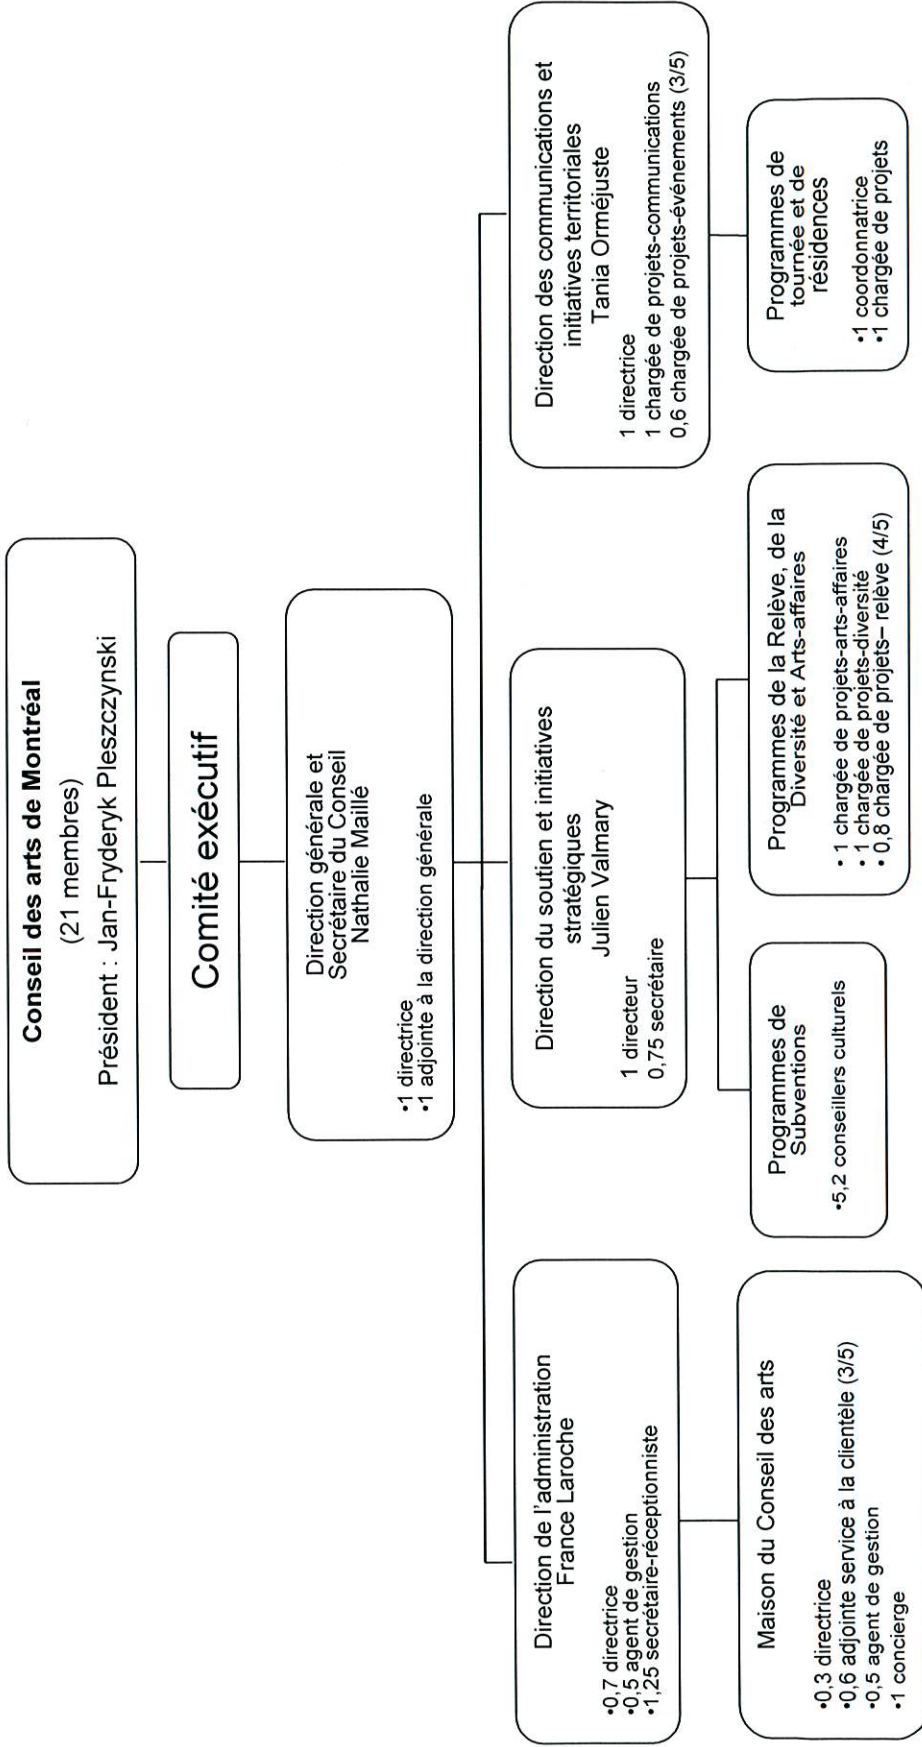 Conseil des arts de Montréal
(21 membres)
Président : Jan-Fryderyk Pleszczynski
Comité exécutif
Direction générale et
Secrétaire du Conseil
Nathalie Maillé
•1 directrice
•1 adjointe à la direction générale
Direction de l'administration
France Laroche
•0,7 directrice
•0,5 agent de gestion
•1,25 secrétaire-réceptionniste
Maison du Conseil des arts
•0,3 directrice
•0,6 adjointe service à la clientèle (3/5)
•0,5 agent de gestion
•1 concierge
Direction du soutien et initiatives
stratégiques
Julien Valmary
1 directeur
0,75 secrétaire
Programmes de
Subventions
•5,2 conseillers culturels
Programmes de la Relève, de la
Diversité et Arts-affaires
• 1 chargée de projets-arts-affaires
• 1 chargée de projets-diversité
• 0,8 chargée de projets– relève (4/5)
Direction des communications et
initiatives territoriales
Tania Orméjuste
1 directrice
1 chargée de projets-communications
0,6 chargée de projets-événements (3/5)
Programmes de
tournée et de
résidences
•1 coordonnatrice
•1 chargée de projets